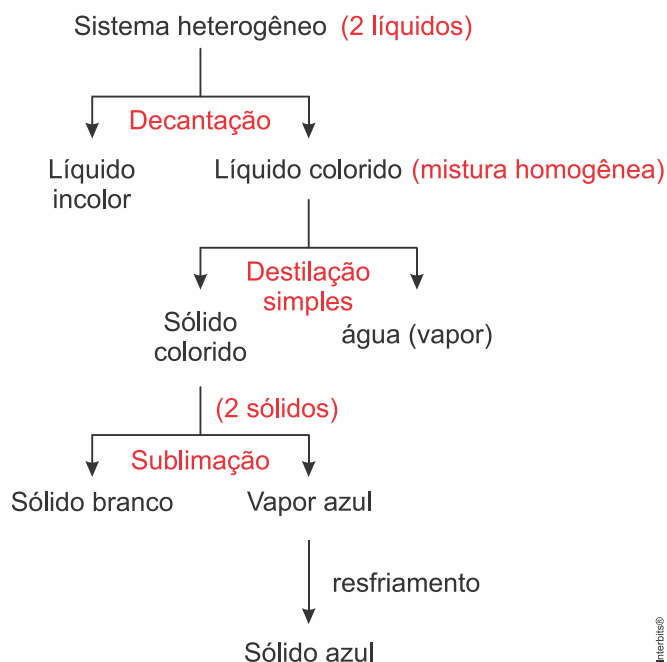 Sistema heterogêneo (2 líquidos)
Decantação
Líquido
incolor
Líquido colorido (mistura homogênea)
Destilação
simples
Sólido
colorido
água (vapor)
(2 sólidos)
Sublimação
Sólido branco
Vapor azul
resfriamento
Sólido azul
Interbits®